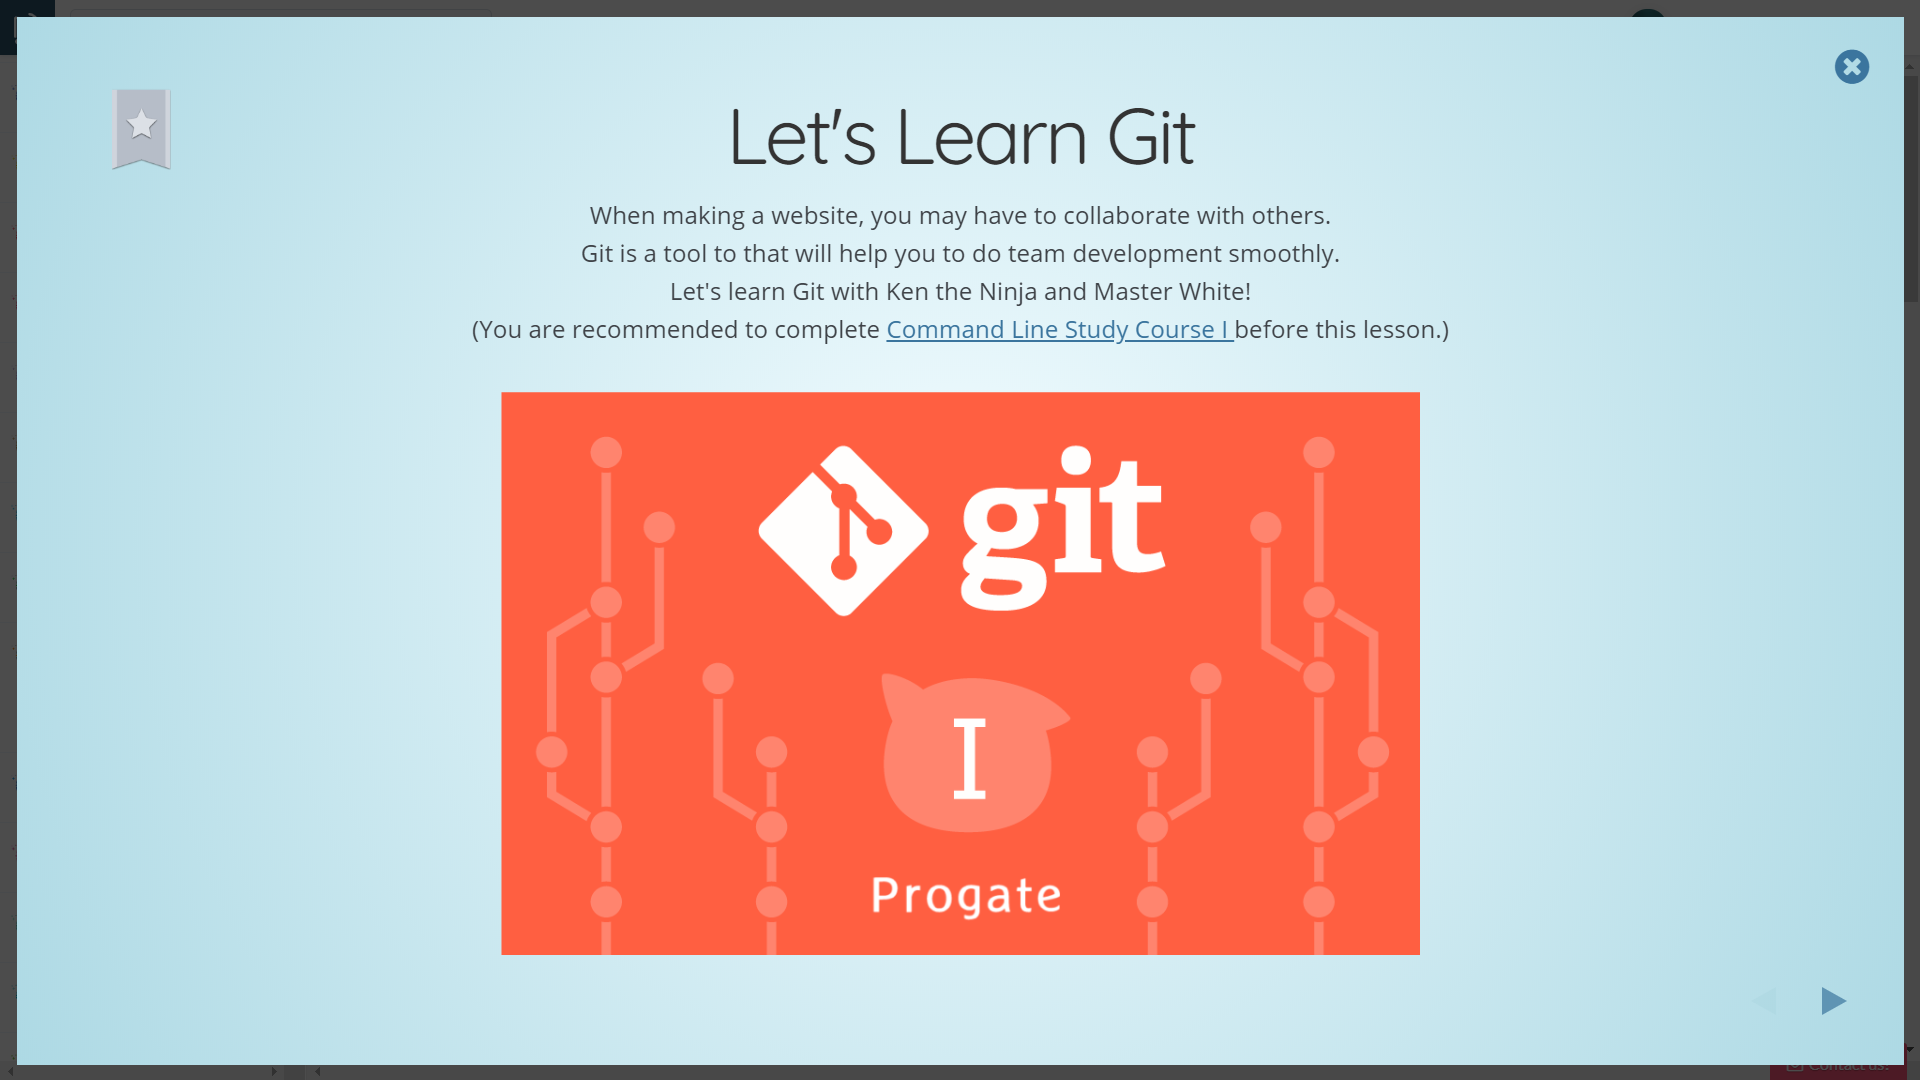 Let's Learn Git
When making a website, you may have to collaborate with others.
Git is a tool to that will help you to do team development smoothly.
Let's learn Git with Ken the Ninja and Master White!
(You are recommended to complete Command Line Study Course I before this lesson.)
git
I
Progate
Contact us!